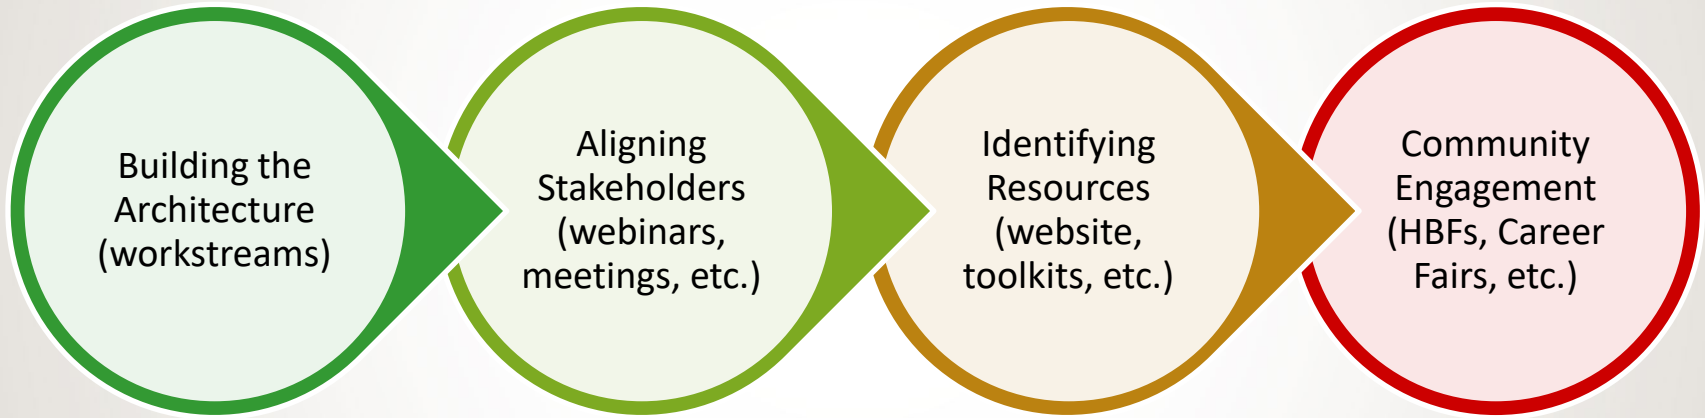 Building the
Architecture
(workstreams)
Aligning
Stakeholders
(webinars,
meetings, etc.)
Identifying
Resources
(website,
toolkits, etc.)
Community
Engagement
(HBFs, Career
Fairs, etc.)